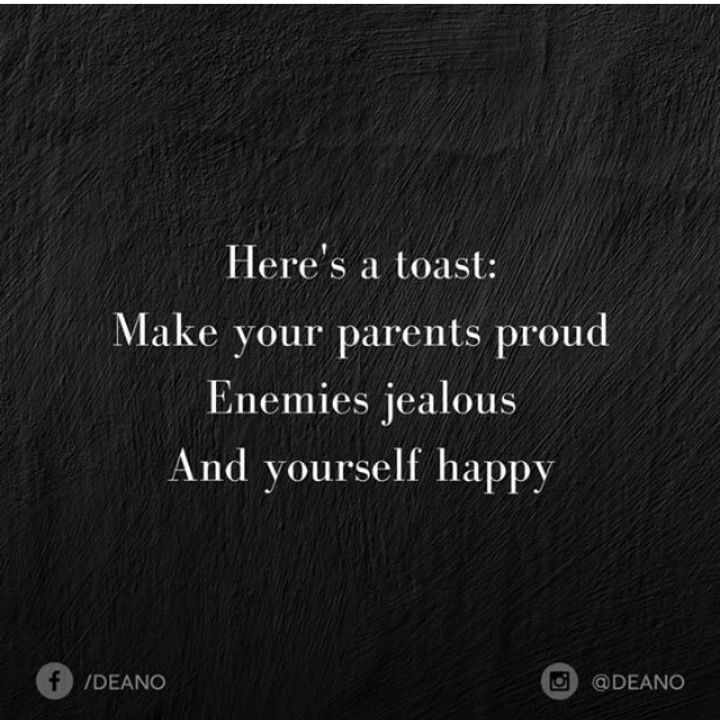 Here's a toast:
Make your parents proud
Enemies jealous
And yourself happy
f /DEANO
@DEANO